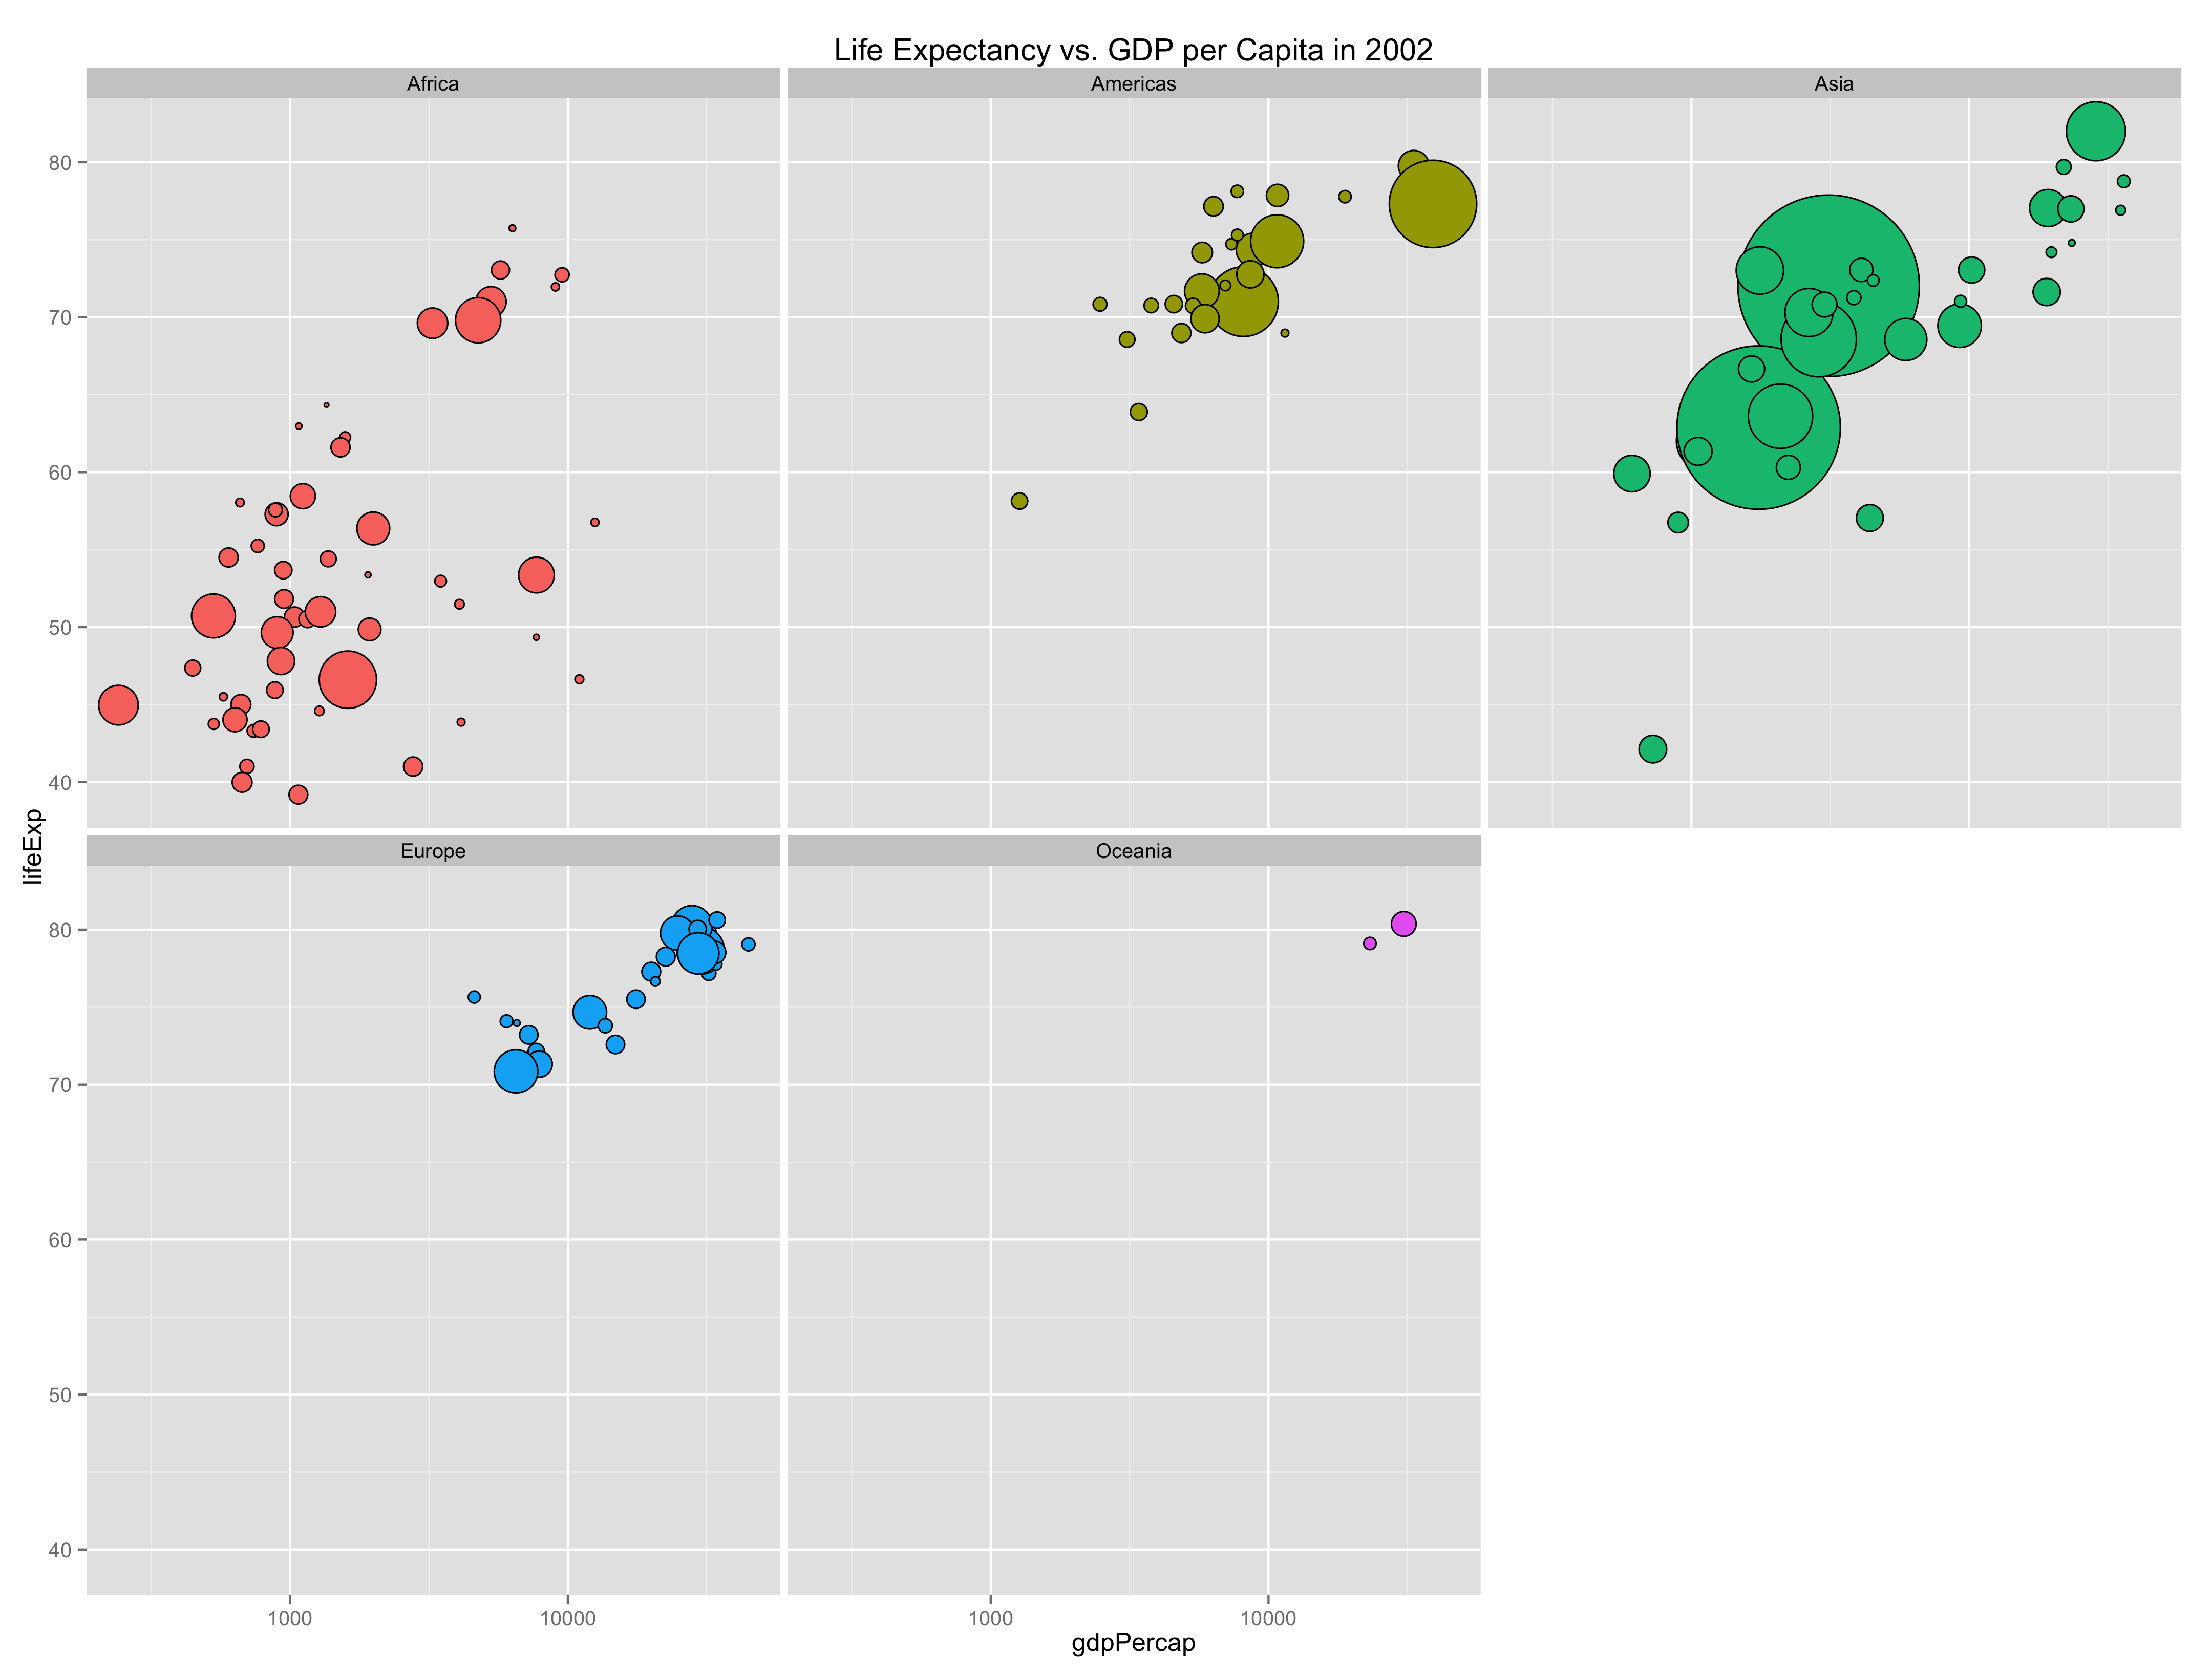 Life Expectancy vs. GDP per Capita in 2002
Africa
Americas
Asia
80
70
60
50
40
lifeExp
Europe
Oceania
80
70
60
50
40
1000
10000
1000
10000
gdpPercap